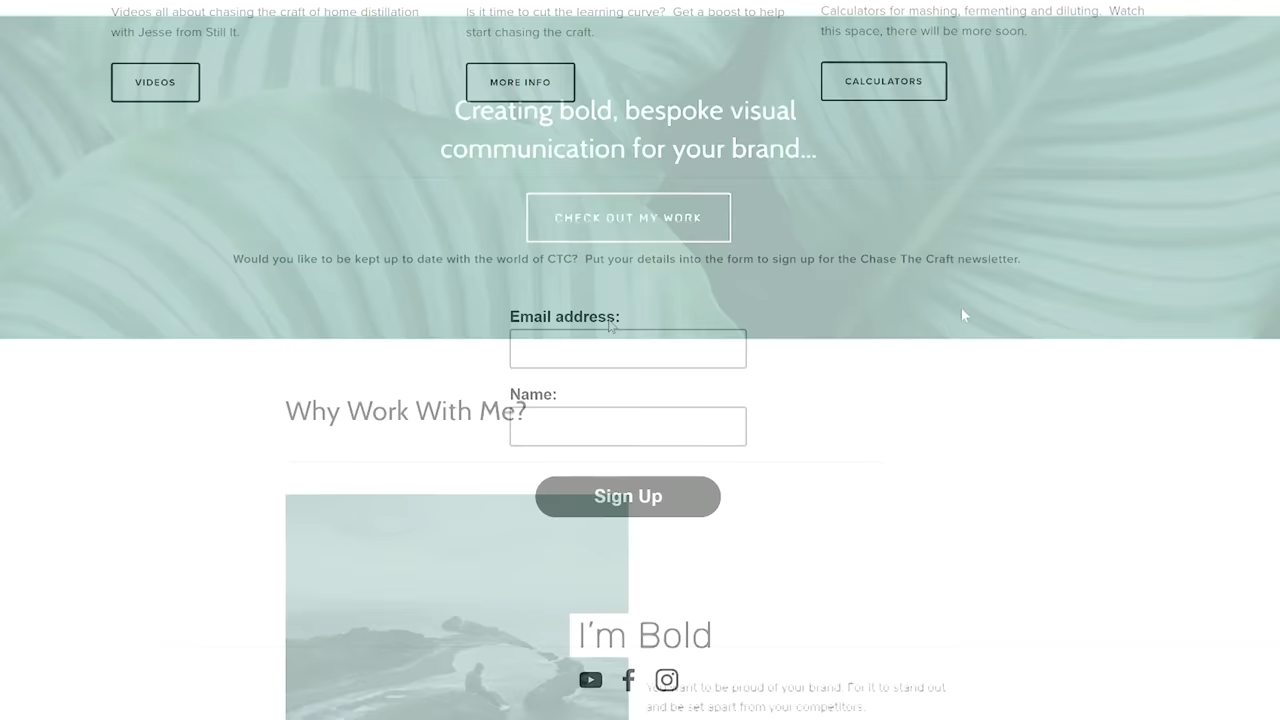 Videos all about chasing the craft of home distillation
with Jesse from Still It.
VIDEOS
Is it time to cut the learning curve? Get a boost to help
start chasing the craft.
MORE INFO
Calculators for mashing, fermenting and diluting. Watch
this space, there will be more soon.
CALCULATORS
Creating bold, bespoke visual
communication for your brand...
CHECK OUT MY WORK
Would you like to be kept up to date with the world of CTC? Put your details into the form to sign up for the Chase The Craft newsletter.
Email address:
Name:
Why Work With Me?
Sign Up
I'm Bold
You want to be proud of your brand. For it to stand out
and be set apart from your competitors.